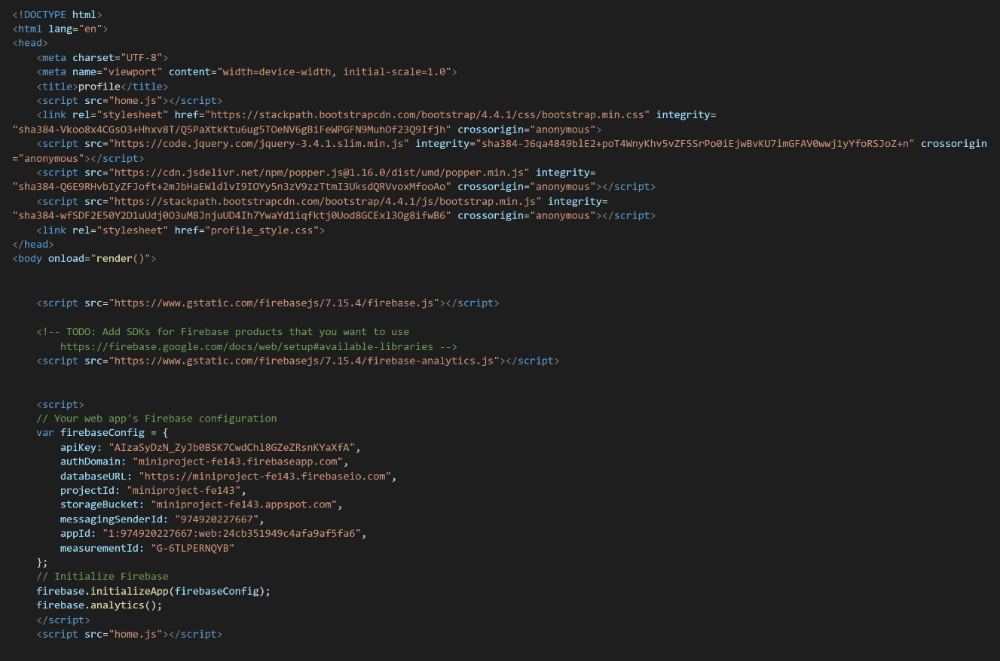 <!DOCTYPE html>
<html lang="en">
<head>
    <meta charset="UTF-8">
    <meta name="viewport" content="width=device-width, initial-scale=1.0">
    <title>profile</title>
    <script src="home.js"></script>
    <link rel="stylesheet" href="https://stackpath.bootstrapcdn.com/bootstrap/4.4.1/css/bootstrap.min.css" integrity=
"sha384-Vkoo8x4CGsO3+Hhxv8T/Q5PaXtkKtu6ug5TOeNV6gBiFeWPGFN9MuhOf23Q9Ifjh" crossorigin="anonymous">
    <script src="https://code.jquery.com/jquery-3.4.1.slim.min.js" integrity="sha384-J6qa4849blE2+poT4WnyKhv5vZF5SrPo0iEjwBvKU7imGFAV0wwj1yYfoRSJoZ+n" crossorigin
="anonymous"></script>
    <script src="https://cdn.jsdelivr.net/npm/popper.js@1.16.0/dist/umd/popper.min.js" integrity=
"sha384-Q6E9RHvbIyZFJoft+2mJbHaEWldlvI9IOYy5n3zV9zzTtmI3UksdQRVvoxMfooAo" crossorigin="anonymous"></script>
    <script src="https://stackpath.bootstrapcdn.com/bootstrap/4.4.1/js/bootstrap.min.js" integrity=
"sha384-wfSDF2E50Y2D1uUdj0O3uMBJnjuUD4Ih7YwaYd1iqfktj0Uod8GCExl3Og8ifwB6" crossorigin="anonymous"></script>
    <link rel="stylesheet" href="profile_style.css">
</head>
<body onload="render()">
    <script src="https://www.gstatic.com/firebasejs/7.15.4/firebase.js"></script>
    <!-- TODO: Add SDKs for Firebase products that you want to use
        https://firebase.google.com/docs/web/setup#available-libraries -->
    <script src="https://www.gstatic.com/firebasejs/7.15.4/firebase-analytics.js"></script>
    <script>
    // Your web app's Firebase configuration
    var firebaseConfig = {
        apiKey: "AIzaSyDzN_ZyJb0BSK7CwdChl8GZeZRsnKYaXfA",
        authDomain: "miniproject-fe143.firebaseapp.com",
        databaseURL: "https://miniproject-fe143.firebaseio.com",
        projectId: "miniproject-fe143",
        storageBucket: "miniproject-fe143.appspot.com",
        messagingSenderId: "974920227667",
        appId: "1:974920227667:web:24cb351949c4afa9af5fa6",
        measurementId: "G-6TLPERNQYB"
    };
    // Initialize Firebase
    firebase.initializeApp(firebaseConfig);
    firebase.analytics();
    </script>
    <script src="home.js"></script>